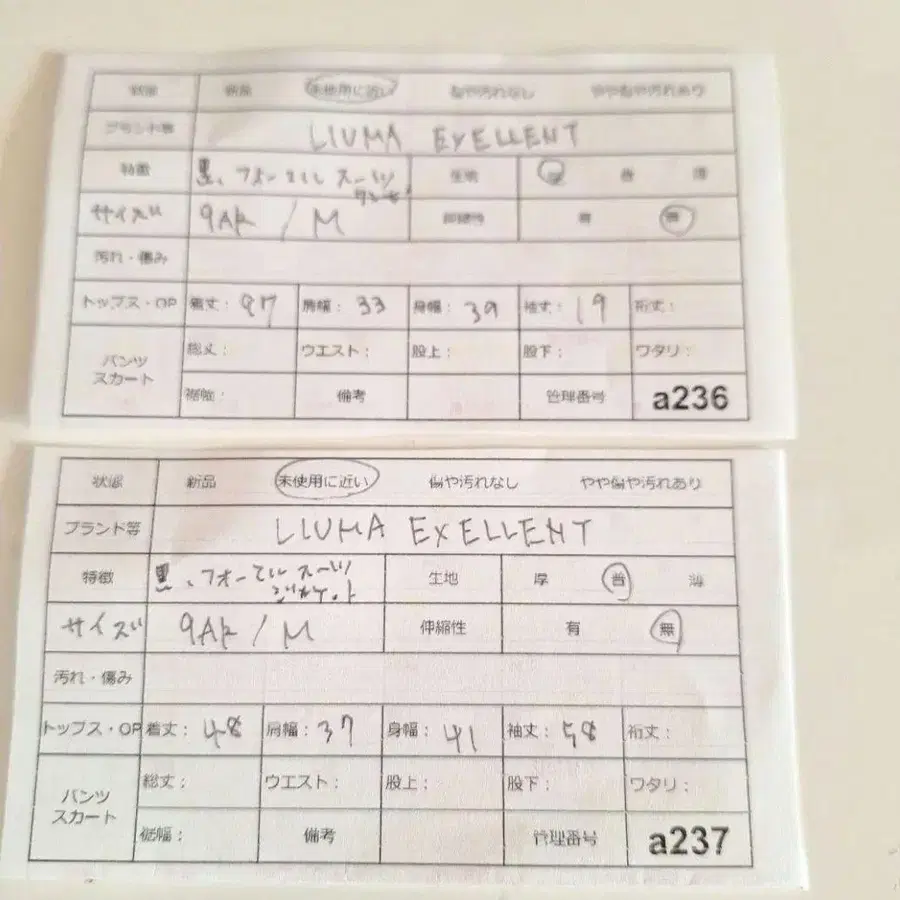 状態 新品 未使用に近い 傷や汚れなし やや傷や汚れあり
ブランド等 LIUMA EXELLENT
特徴 黒、フォーマルスーツ 生地 厚 普 薄
サイズ 9AR / M 伸縮性 有 無
汚れ・傷み
トップス・OP 着丈: 97 肩幅: 33 身幅: 39 袖丈: 19 裄丈:
パンツ 総丈: ウエスト: 股上: 股下: ワタリ:
スカート 裾幅: 備考 管理番号 a236
状態 新品 未使用に近い 傷や汚れなし やや傷や汚れあり
ブランド等 LIUMA EXELLENT
特徴 黒、フォーマルスーツ 生地 厚 普 薄
ジャケット
サイズ 9AR / M 伸縮性 有 無
汚れ・傷み
トップス・OP 着丈: 48 肩幅: 37 身幅: 41 袖丈: 58 裄丈:
パンツ 総丈: ウエスト: 股上: 股下: ワタリ:
スカート 裾幅: 備考 管理番号 a237